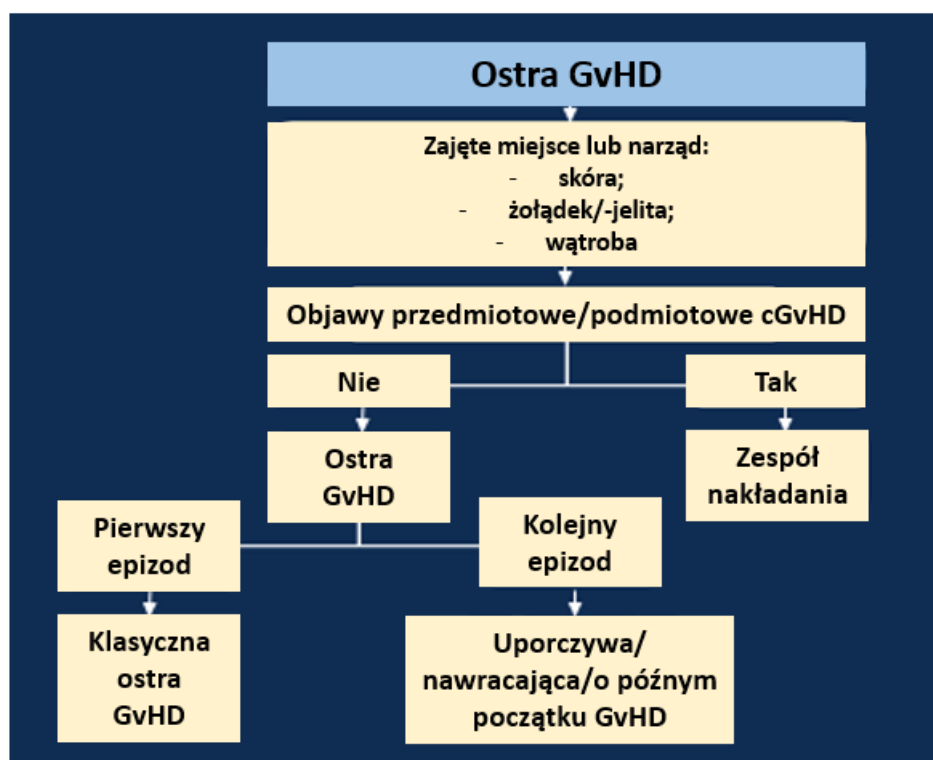 Ostra GvHD
Zajęte miejsce lub narząd:
- skóra;
- żołądek/-jelita;
- wątroba
Objawy przedmiotowe/podmiotowe cGvHD
Nie
Tak
Ostra
GvHD
Zespół
nakładania
Pierwszy
epizod
Kolejny
epizod
Klasyczna
ostra
GvHD
Uporczywa/
nawracająca/o późnym
początku GvHD